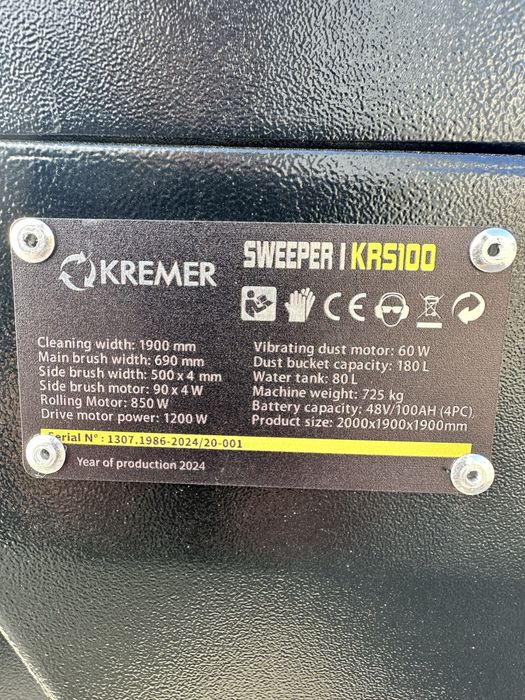 KREMER
SWEEPER | KRS100
CE
Cleaning width: 1900 mm
Main brush width: 690 mm
Side brush width: 500 x 4 mm
Side brush motor: 90 x 4 W
Rolling Motor: 850 W
Drive motor power: 1200 W
Vibrating dust motor: 60 W
Dust bucket capacity: 180 L
Water tank: 80 L
Machine weight: 725 kg
Battery capacity: 48V/100AH (4PC)
Product size: 2000x1900x1900mm
Serial N° : 1307.1986-2024/20-001
Year of production 2024